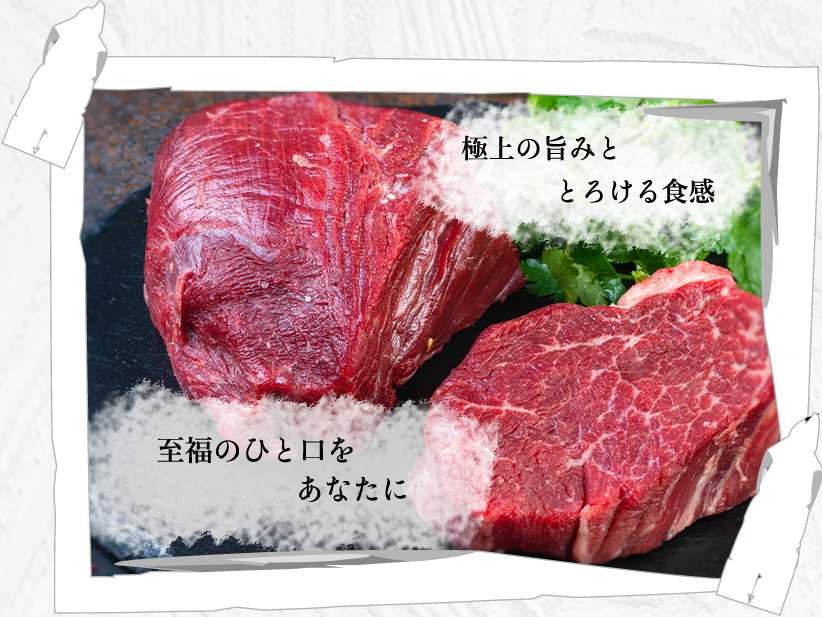 極上の旨みと
とろける食感
至福のひと口を
あなたに